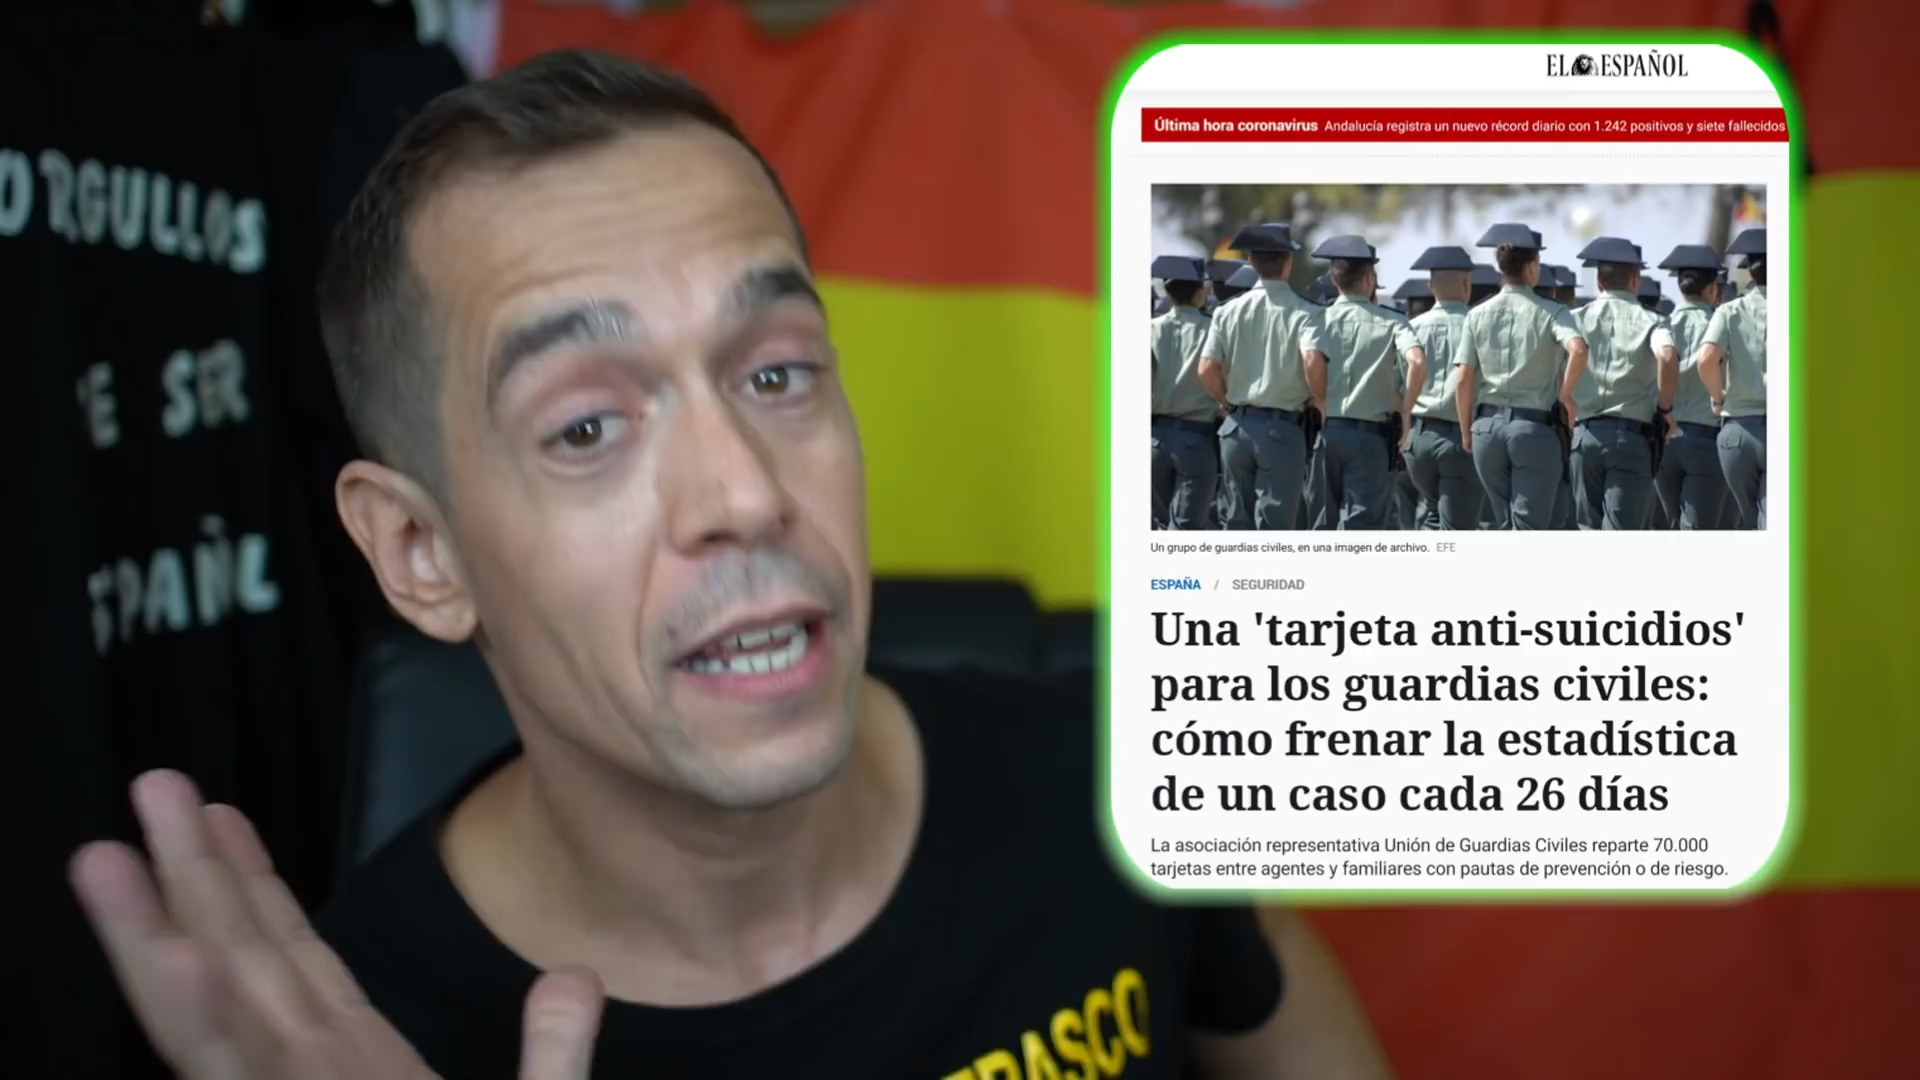 ORGULLOS
E SER
SPAÑL
EL ESPAÑOL
Última hora coronavirus Andalucía registra un nuevo récord diario con 1.242 positivos y siete fallecidos
Un grupo de guardias civiles, en una imagen de archivo. EFE
ESPAÑA / SEGURIDAD
Una 'tarjeta anti-suicidios'
para los guardias civiles:
cómo frenar la estadística
de un caso cada 26 días
La asociación representativa Unión de Guardias Civiles reparte 70.000
tarjetas entre agentes y familiares con pautas de prevención o de riesgo.
TRASCO